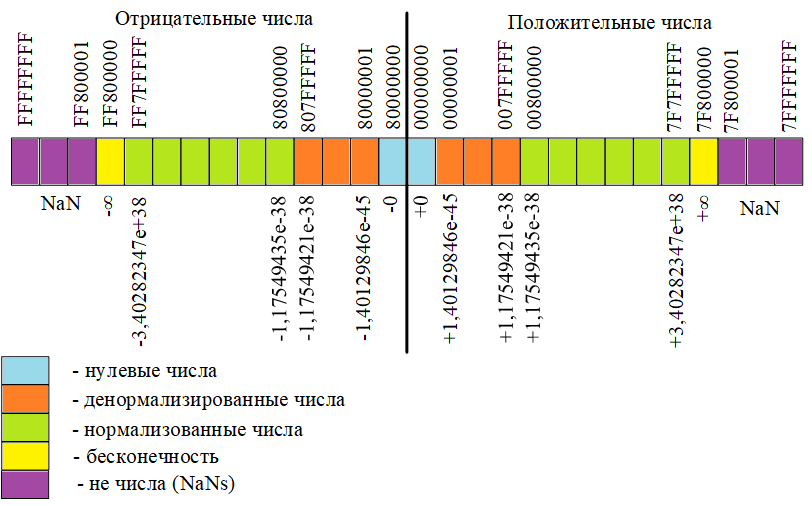 Отрицательные числа
Положительные числа
FFFFFFFF
FF800001
FF800000
FF7FFFFF
80800000
807FFFFF
80000001
80000000
00000000
00000001
007FFFFF
00800000
7F7FFFFF
7F800000
7F800001
7FFFFFFF
NaN
-∞
-3,40282347e+38
-1,17549435e-38
-1,17549421e-38
-1,40129846e-45
-0
+0
+1,40129846e-45
+1,17549421e-38
+1,17549435e-38
+3,40282347e+38
+∞
NaN
- нулевые числа
- денормализированные числа
- нормализованные числа
- бесконечность
- не числа (NaNs)